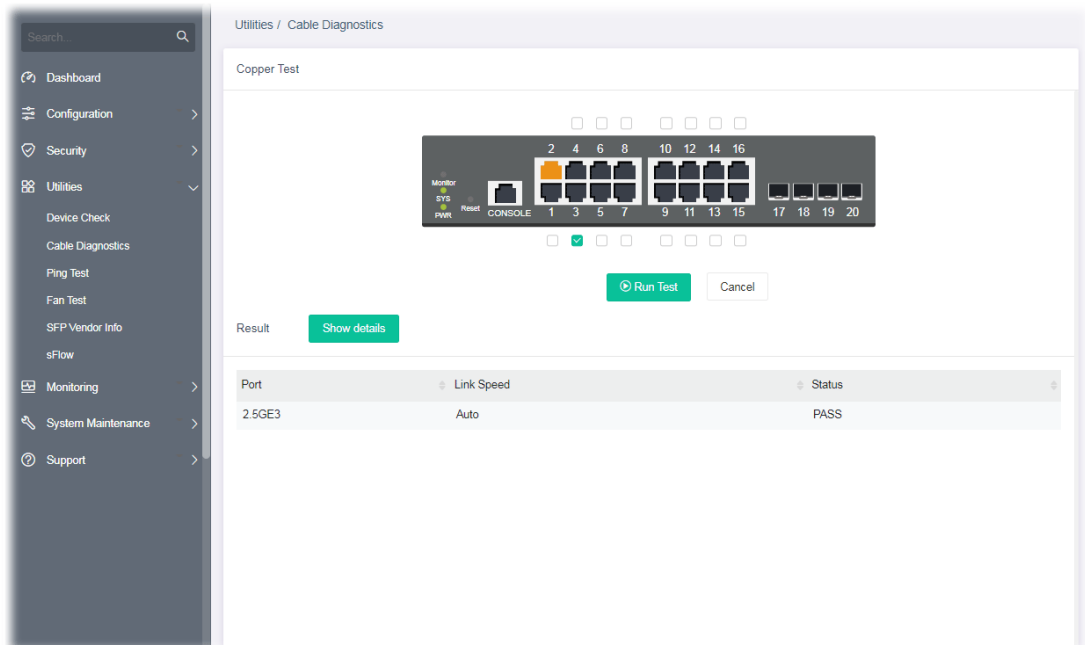 Search...
Dashboard
Configuration
Security
Utilities
Device Check
Cable Diagnostics
Ping Test
Fan Test
SFP Vendor Info
sFlow
Monitoring
System Maintenance
Support
Utilities / Cable Diagnostics
Copper Test
2 4 6 8 10 12 14 16
Monitor
SYS
PWR
Reset
CONSOLE
1 3 5 7 9 11 13 15 17 18 19 20
Run Test Cancel
Result Show details
Port Link Speed Status
2.5GE3 Auto PASS